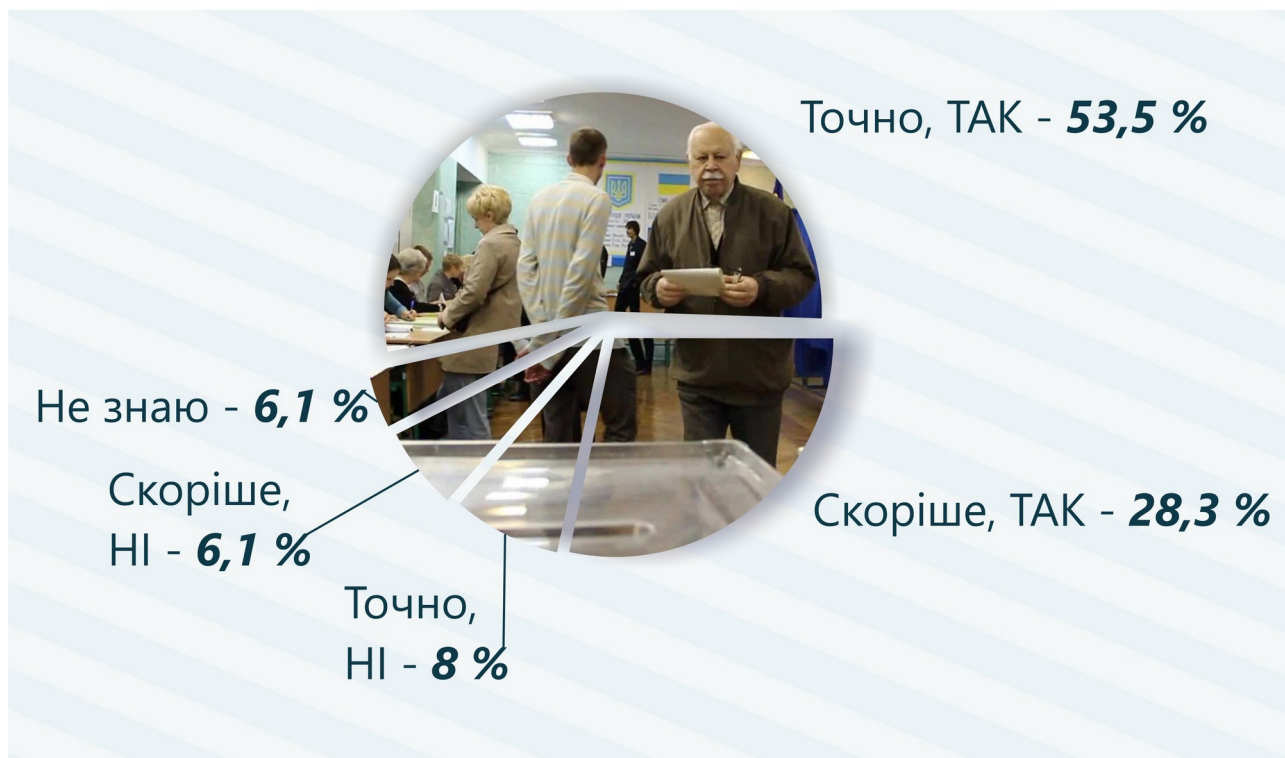 Точно, ТАК - 53,5 %
Не знаю - 6,1 %
Скоріше,
НІ - 6,1 %
Скоріше, ТАК - 28,3 %
Точно,
НІ - 8 %